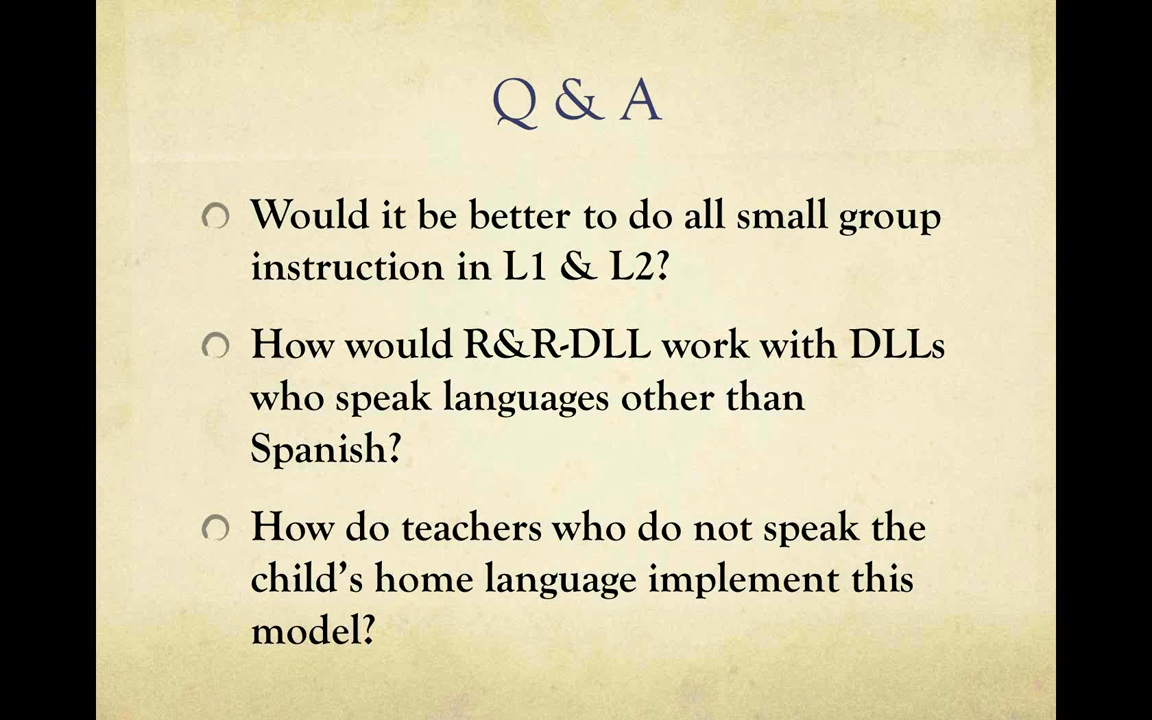 Q & A
Would it be better to do all small group
instruction in L1 & L2?
How would R&R-DLL work with DLLs
who speak languages other than
Spanish?
How do teachers who do not speak the
child’s home language implement this
model?